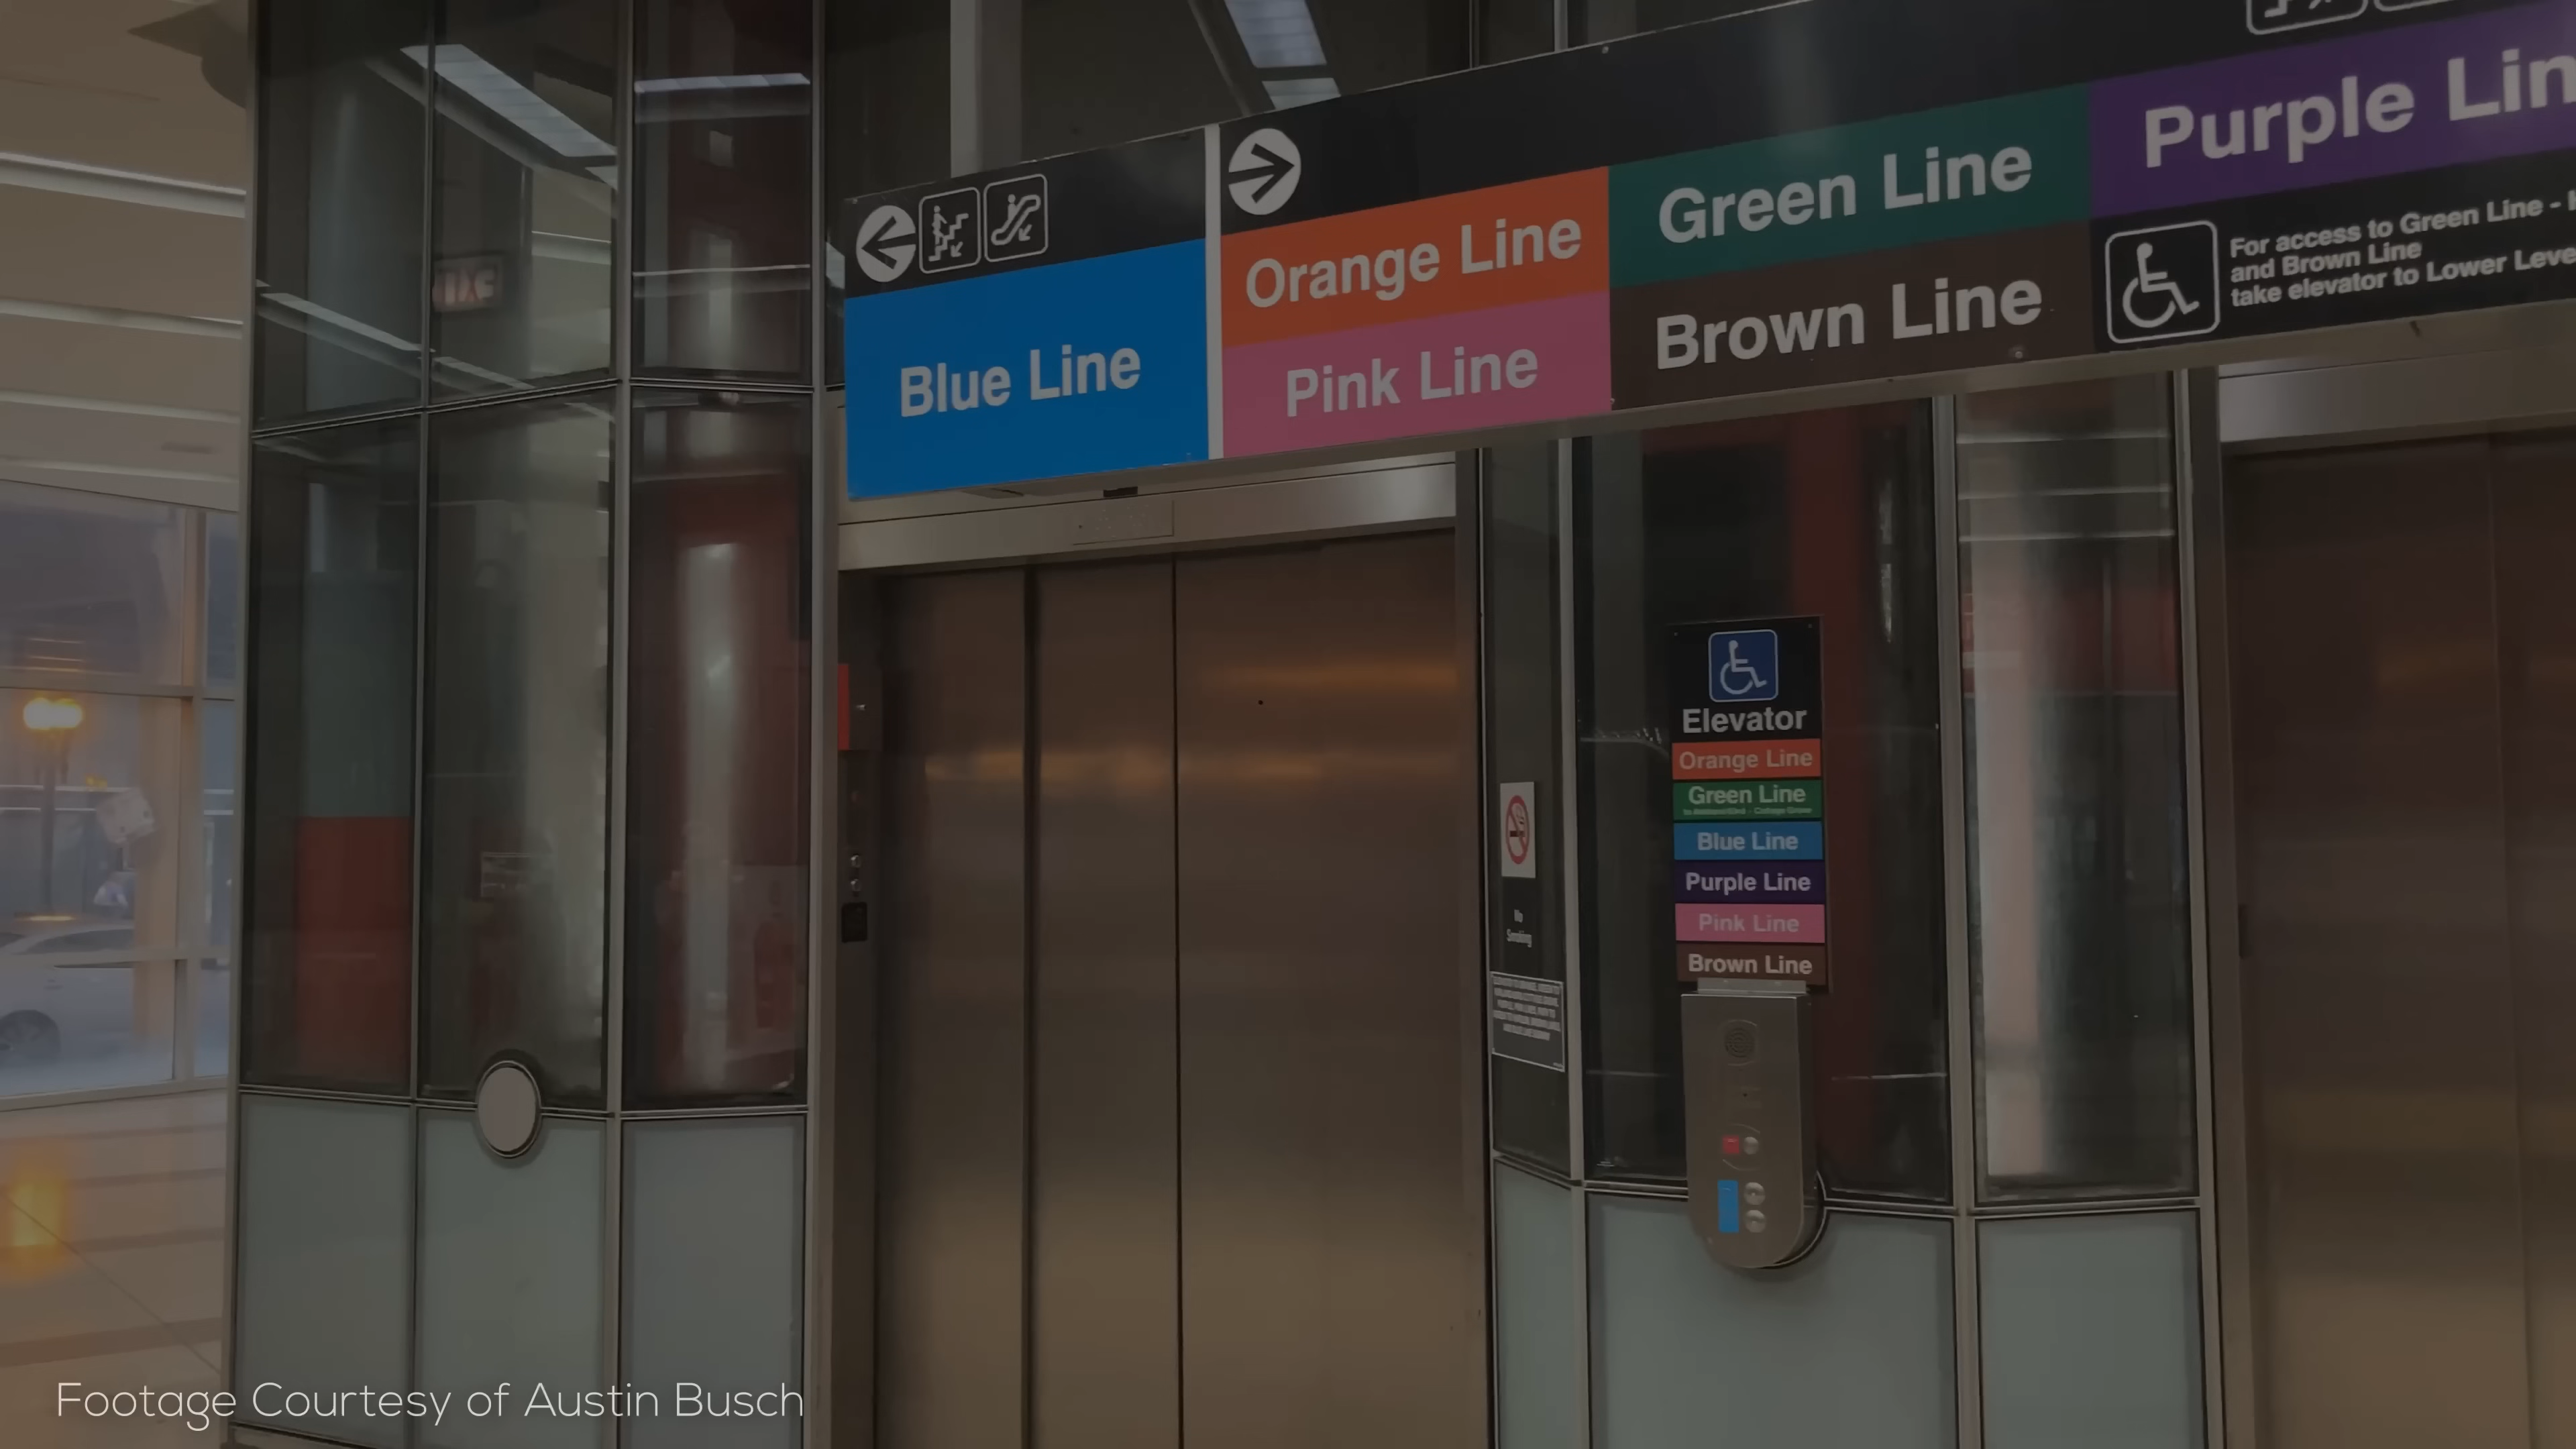 Purple Lin
Green Line
Orange Line
Blue Line
Pink Line
Brown Line
For access to Green Line -
and Brown Line
take elevator to Lower Leve
Elevator
Orange Line
Green Line
Blue Line
Purple Line
Pink Line
Brown Line
No
Smoking
Footage Courtesy of Austin Busch